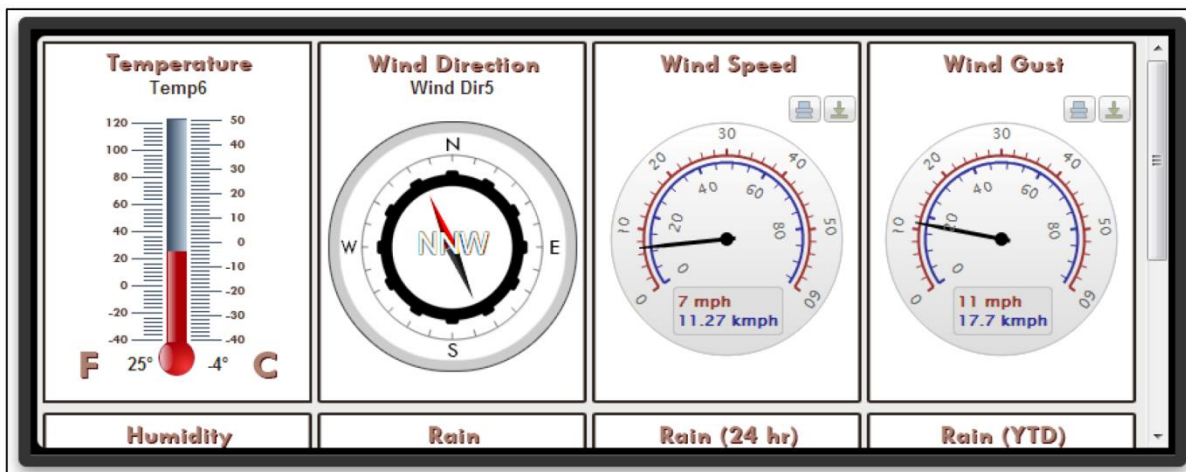 Temperature
Temp6
120
100
80
60
40
20
0
-20
-40
50
40
30
20
10
0
-10
-20
-30
-40
F 25° -4° C
Wind Direction
Wind Dir5
N
W NNW E
S
Wind Speed
0 10 20 30 40 50 60
0 20 40 60 80
7 mph
11.27 kmph
Wind Gust
0 10 20 30 40 50 60
0 20 40 60 80
11 mph
17.7 kmph
Humidity
Rain
Rain (24 hr)
Rain (YTD)